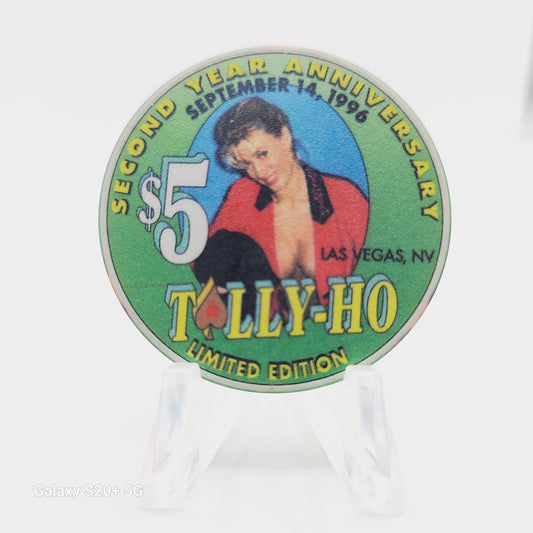 SECOND YEAR ANNIVERSARY
SEPTEMBER 14, 1996
$5
LAS VEGAS, NV
TALLY-HO
LIMITED EDITION
Galaxy S20+ 5G